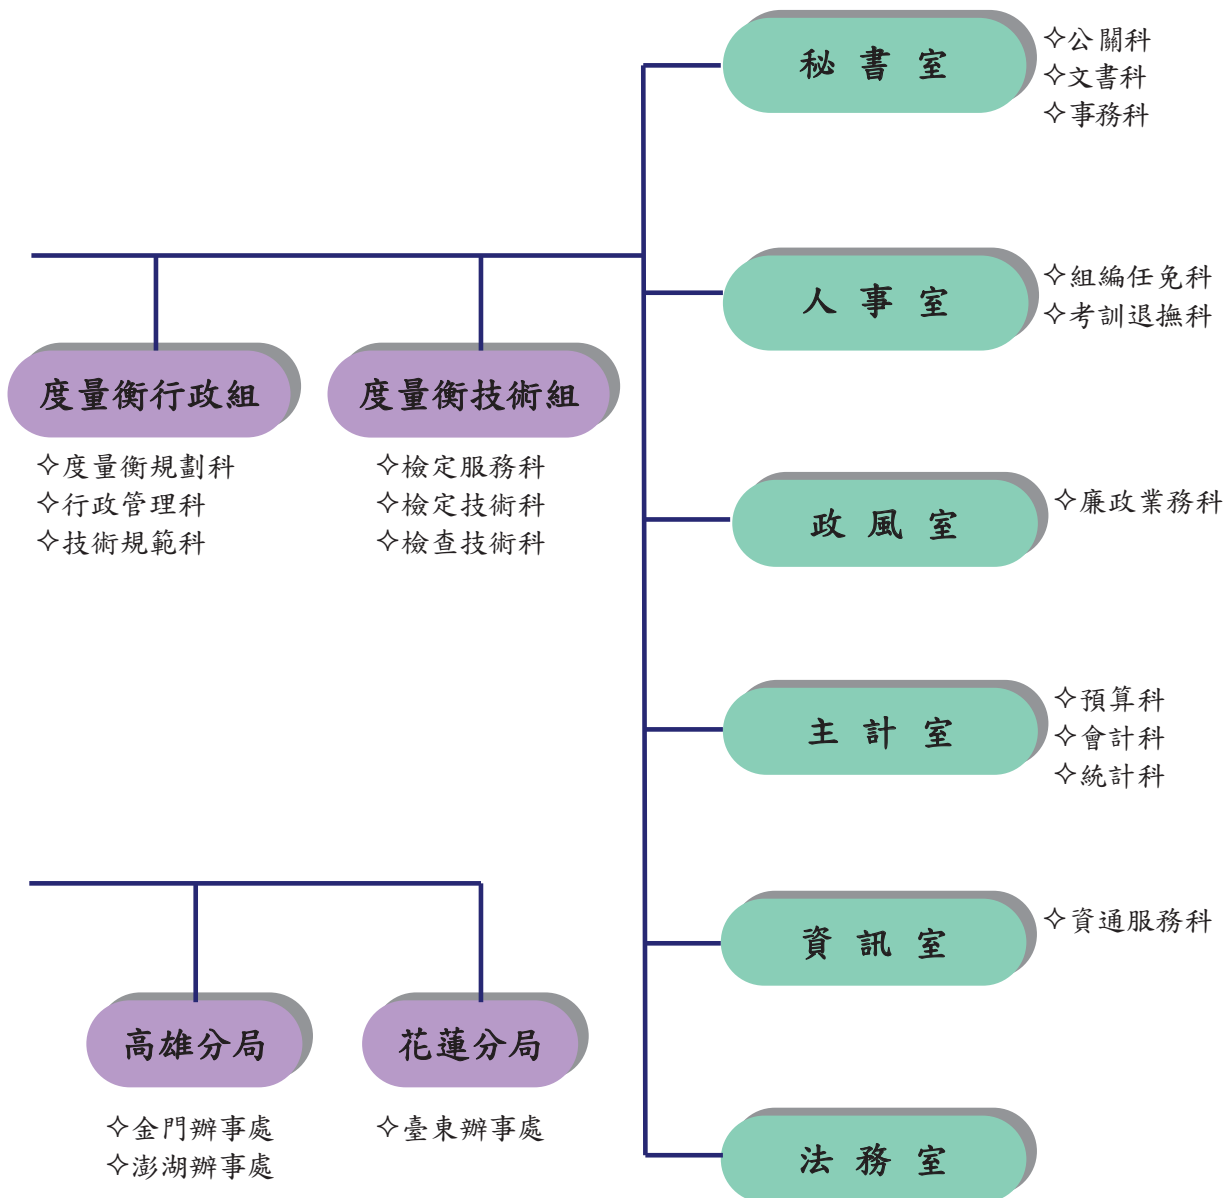 秘書室
✧公關科
✧文書科
✧事務科
人事室
✧組編任免科
✧考訓退撫科
度量衡行政組
✧度量衡規劃科
✧行政管理科
✧技術規範科
度量衡技術組
✧檢定服務科
✧檢定技術科
✧檢查技術科
政風室
✧廉政業務科
主計室
✧預算科
✧會計科
✧統計科
資訊室
✧資通服務科
高雄分局
✧金門辦事處
✧澎湖辦事處
花蓮分局
✧臺東辦事處
法務室